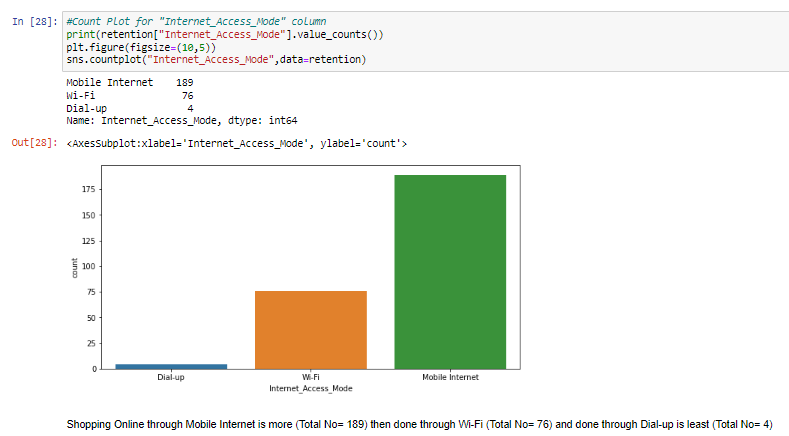 In [28]: #Count Plot for "Internet_Access_Mode" column
print(retention["Internet_Access_Mode"].value_counts())
plt.figure(figsize=(10,5))
sns.countplot("Internet_Access_Mode",data=retention)
Mobile Internet    189
Wi-Fi               76
Dial-up              4
Name: Internet_Access_Mode, dtype: int64
Out[28]: <AxesSubplot:xlabel='Internet_Access_Mode', ylabel='count'>
175
150
125
100
75
50
25
0
count
Dial-up Wi-Fi Mobile Internet
Internet_Access_Mode
Shopping Online through Mobile Internet is more (Total No= 189) then done through Wi-Fi (Total No= 76) and done through Dial-up is least (Total No= 4)